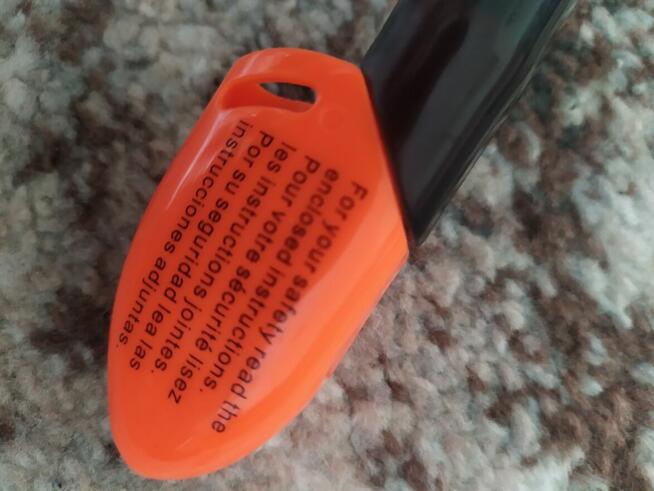 For your safety read the
enclosed instructions.
Pour votre sécurité lisez
les instructions jointes.
Por su seguridad lea las
instrucciones adjuntas.